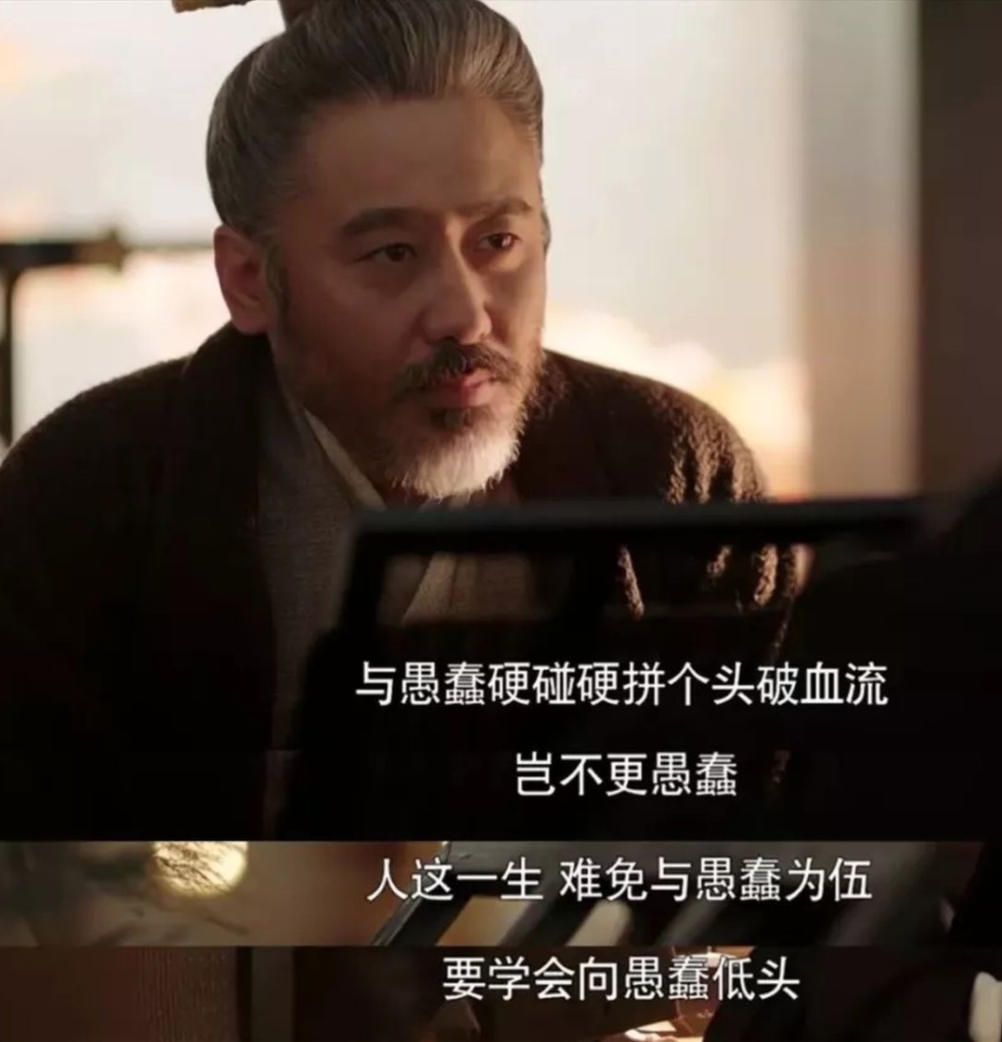 与愚蠢硬碰硬拼个头破血流
岂不更愚蠢
人这一生 难免与愚蠢为伍
要学会向愚蠢低头